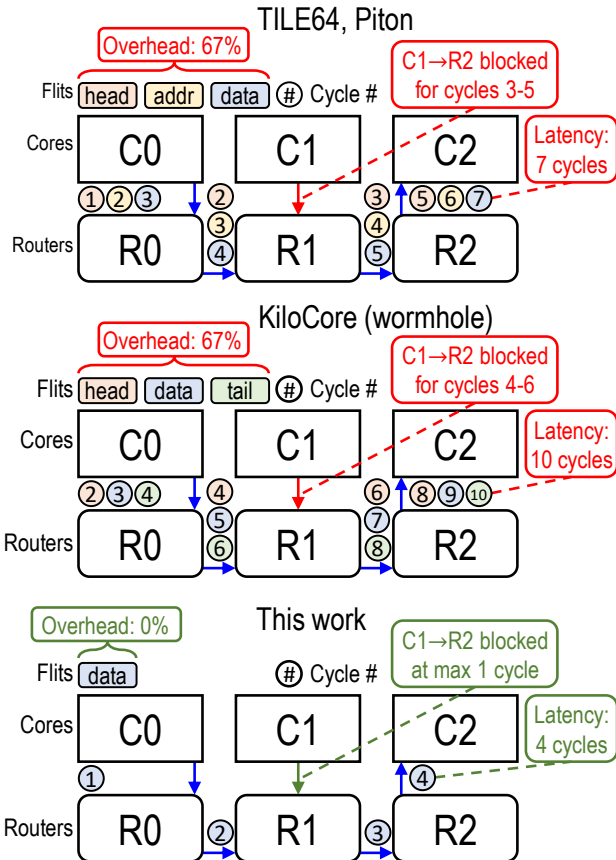 TILE64, Piton
Overhead: 67%
C1→R2 blocked
for cycles 3-5
Flits head addr data # Cycle #
Latency:
7 cycles
Cores C0 C1 C2
1 2 3 2 3 5 6 7
3 4
4 5
Routers R0 R1 R2
KiloCore (wormhole)
Overhead: 67%
C1→R2 blocked
for cycles 4-6
Flits head data tail # Cycle #
Latency:
10 cycles
Cores C0 C1 C2
2 3 4 4 6 8 9 10
5 7
6 8
Routers R0 R1 R2
This work
Overhead: 0%
C1→R2 blocked
at max 1 cycle
Flits data # Cycle #
Latency:
4 cycles
Cores C0 C1 C2
1 4
Routers R0 2 R1 3 R2